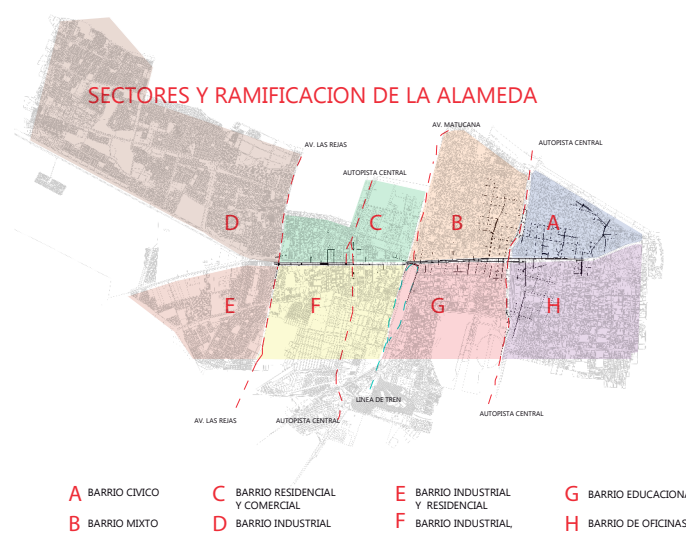 SECTORES Y RAMIFICACION DE LA ALAMEDA
AV. MATUCANA
AV. LAS REJAS
AUTOPISTA CENTRAL
AUTOPISTA CENTRAL
D
C
B
A
E
F
G
H
LINEA DE TREN
AV. LAS REJAS
AUTOPISTA CENTRAL
AUTOPISTA CENTRAL
A BARRIO CIVICO
B BARRIO MIXTO
C BARRIO RESIDENCIAL
Y COMERCIAL
D BARRIO INDUSTRIAL
E BARRIO INDUSTRIAL
Y RESIDENCIAL
F BARRIO INDUSTRIAL,
G BARRIO EDUCACIONA
H BARRIO DE OFICINAS